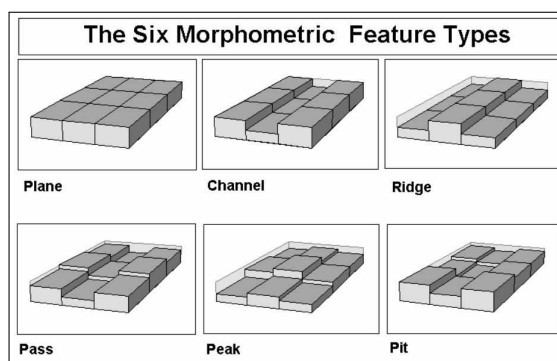 The Six Morphometric Feature Types
Plane
Channel
Ridge
Pass
Peak
Pit